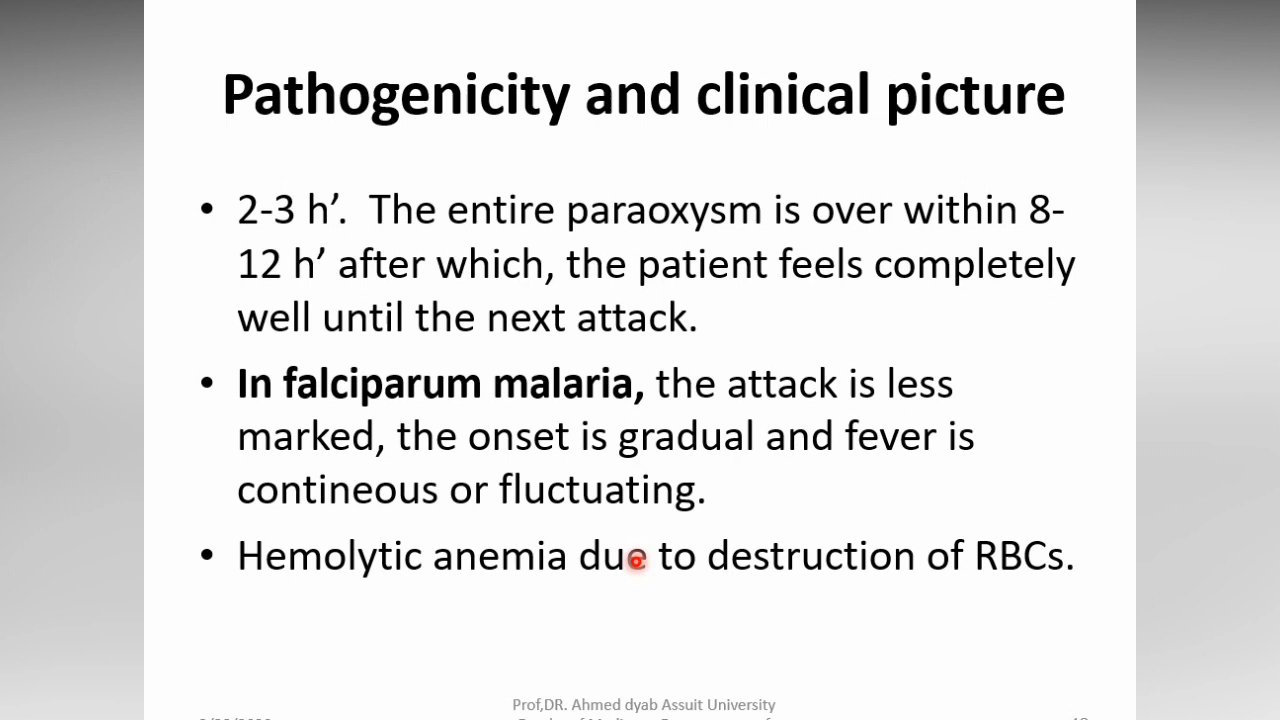 Pathogenicity and clinical picture
• 2-3 h’.  The entire paraoxysm is over within 8-
12 h’ after which, the patient feels completely
well until the next attack.
• In falciparum malaria, the attack is less
marked, the onset is gradual and fever is
contineous or fluctuating.
• Hemolytic anemia due to destruction of RBCs.
Prof,DR. Ahmed dyab Assuit University